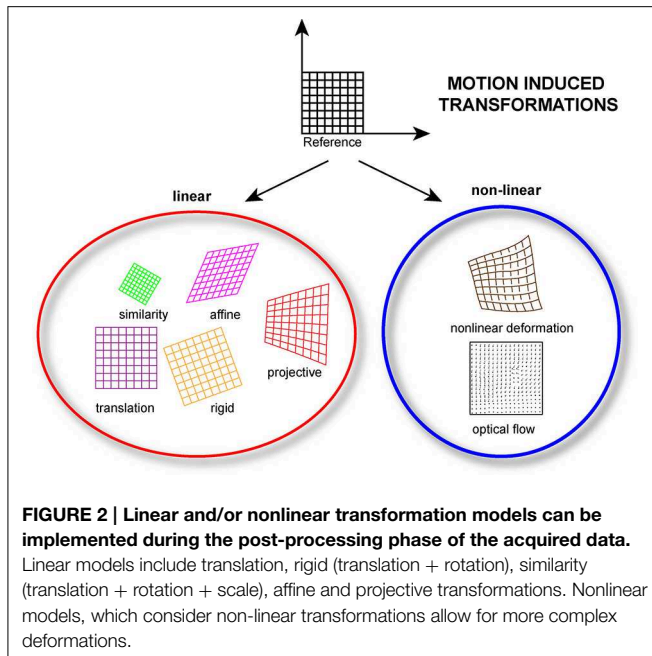 MOTION INDUCED
TRANSFORMATIONS
Reference
linear
non-linear
similarity
affine
projective
translation
rigid
nonlinear deformation
optical flow
FIGURE 2 | Linear and/or nonlinear transformation models can be
implemented during the post-processing phase of the acquired data.
Linear models include translation, rigid (translation + rotation), similarity
(translation + rotation + scale), affine and projective transformations. Nonlinear
models, which consider non-linear transformations allow for more complex
deformations.